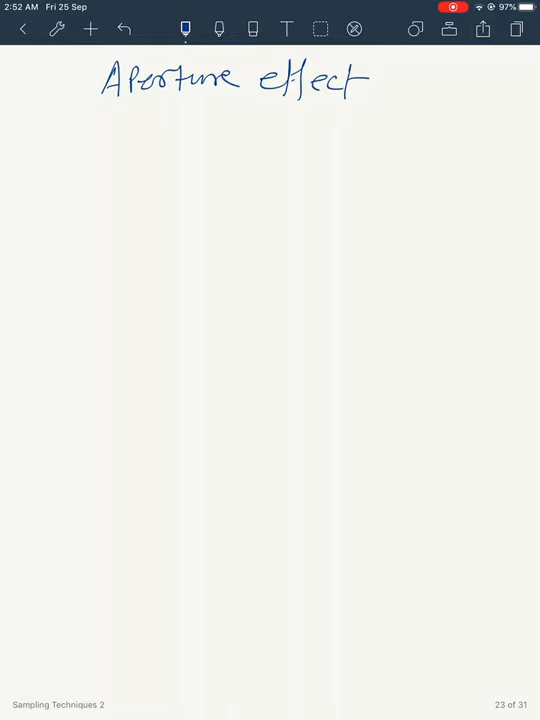 2:52 AM Fri 25 Sep 97%
T
Aperture effect
Sampling Techniques 2 23 of 31